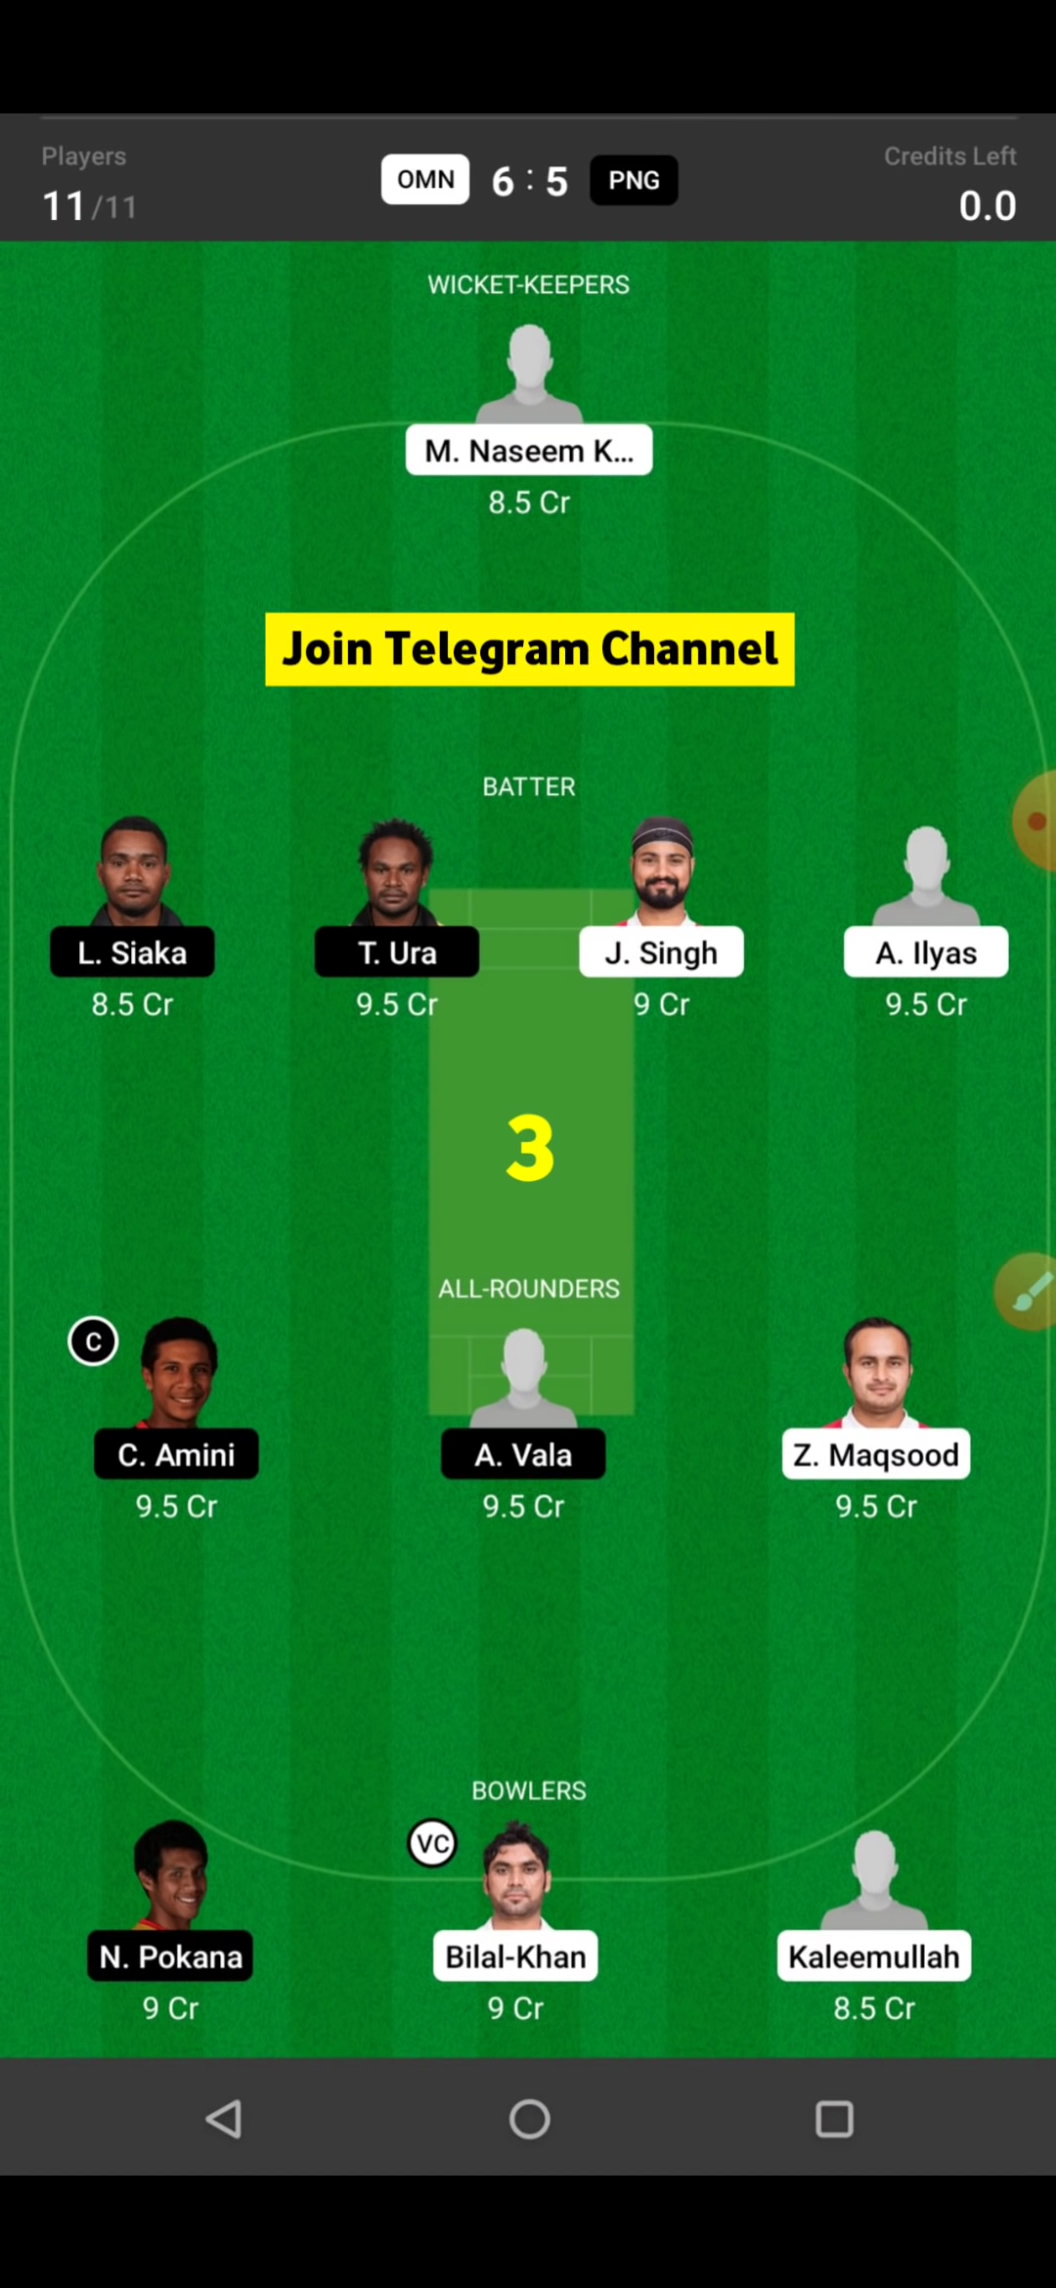 Players
Credits Left
11/11
OMN 6 : 5 PNG
0.0
WICKET-KEEPERS
M. Naseem K...
8.5 Cr
Join Telegram Channel
BATTER
L. Siaka
T. Ura
J. Singh
A. Ilyas
8.5 Cr
9.5 Cr
9 Cr
9.5 Cr
3
ALL-ROUNDERS
C
C. Amini
A. Vala
Z. Maqsood
9.5 Cr
9.5 Cr
9.5 Cr
BOWLERS
VC
N. Pokana
Bilal-Khan
Kaleemullah
9 Cr
9 Cr
8.5 Cr